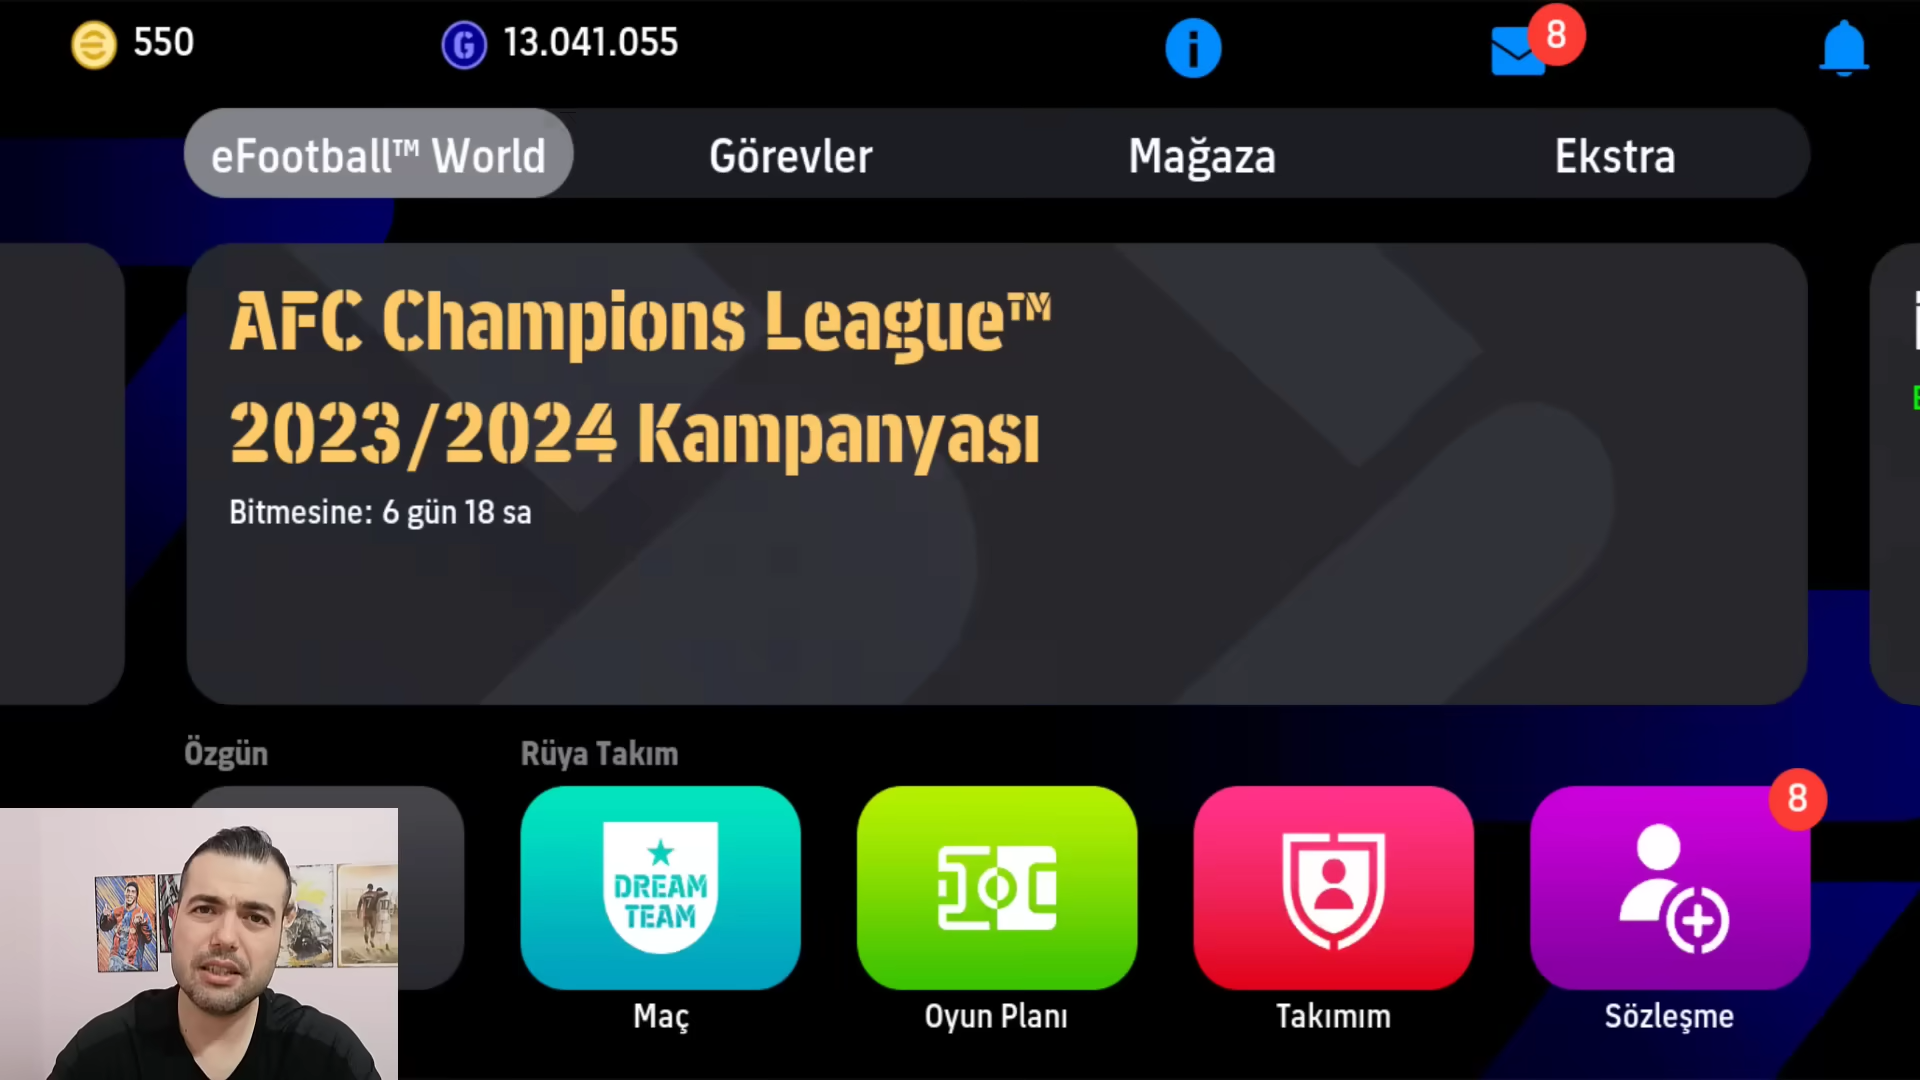 550
13.041.055
8
eFootball™ World
Görevler
Mağaza
Ekstra
AFC Champions League™
2023/2024 Kampanyası
Bitmesine: 6 gün 18 sa
Özgün
Rüya Takım
8
DREAM
TEAM
Maç
Oyun Planı
Takımım
Sözleşme